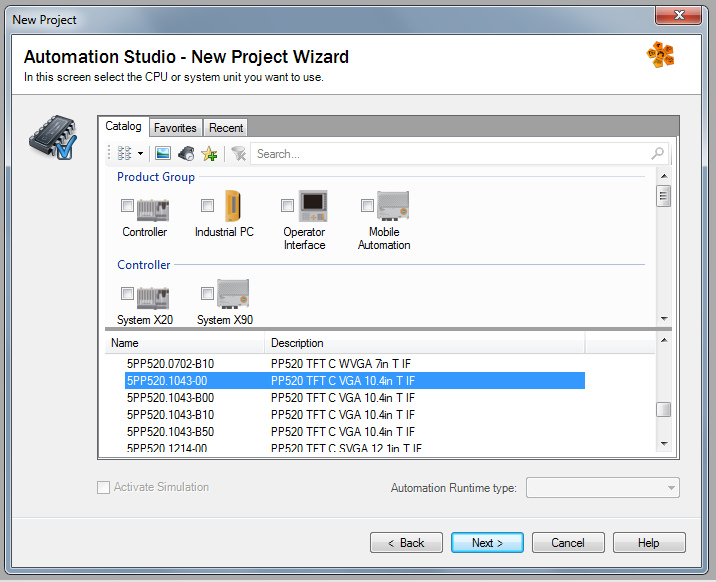 New Project
Automation Studio - New Project Wizard
In this screen select the CPU or system unit you want to use.
Catalog Favorites Recent
Search...
Product Group
Controller Industrial PC Operator Interface Mobile Automation
Controller
System X20 System X90
Name Description
5PP520.0702-B10 PP520 TFT C WVGA 7in T IF
5PP520.1043-00 PP520 TFT C VGA 10.4in T IF
5PP520.1043-B00 PP520 TFT C VGA 10.4in T IF
5PP520.1043-B10 PP520 TFT C VGA 10.4in T IF
5PP520.1043-B50 PP520 TFT C VGA 10.4in T IF
5PP520.1214-00 PP520 TFT C SVGA 12.1in T IF
Activate Simulation Automation Runtime type:
< Back Next > Cancel Help